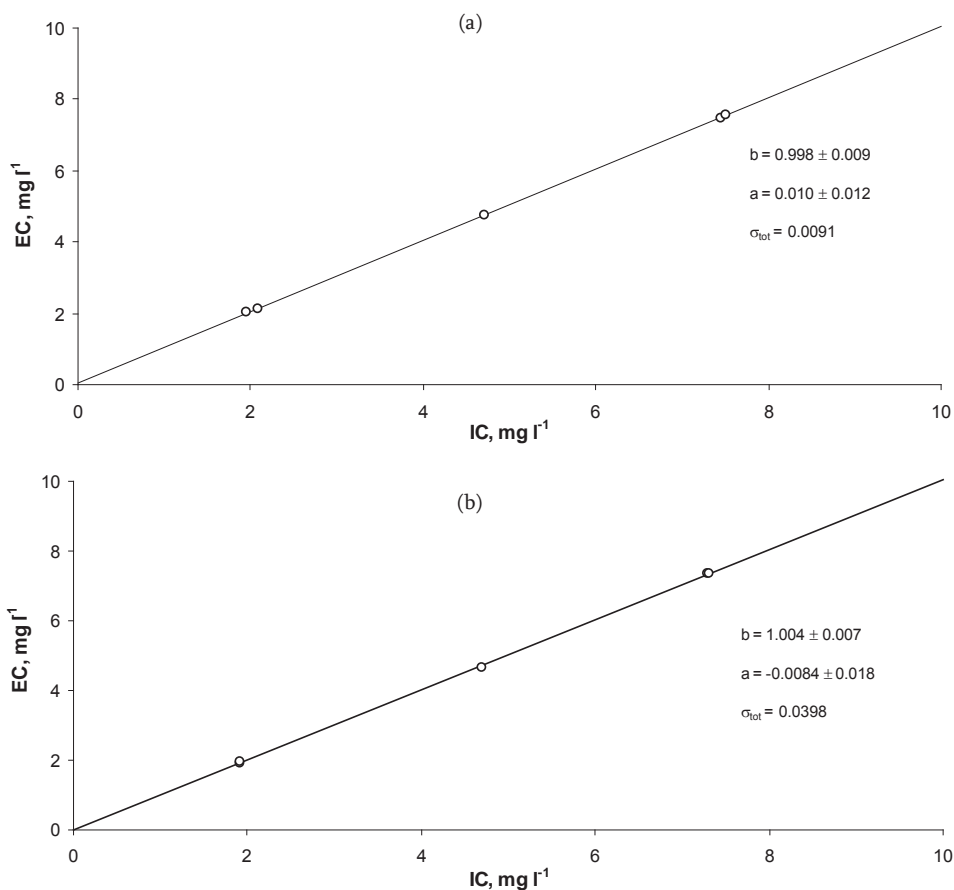 (a)
10
8
6
4
2
0
EC, mg l⁻¹
b = 0.998 ± 0.009
a = 0.010 ± 0.012
σtot = 0.0091
0 2 4 6 8 10
IC, mg l⁻¹
(b)
10
8
6
4
2
0
EC, mg l⁻¹
b = 1.004 ± 0.007
a = -0.0084 ± 0.018
σtot = 0.0398
0 2 4 6 8 10
IC, mg l⁻¹